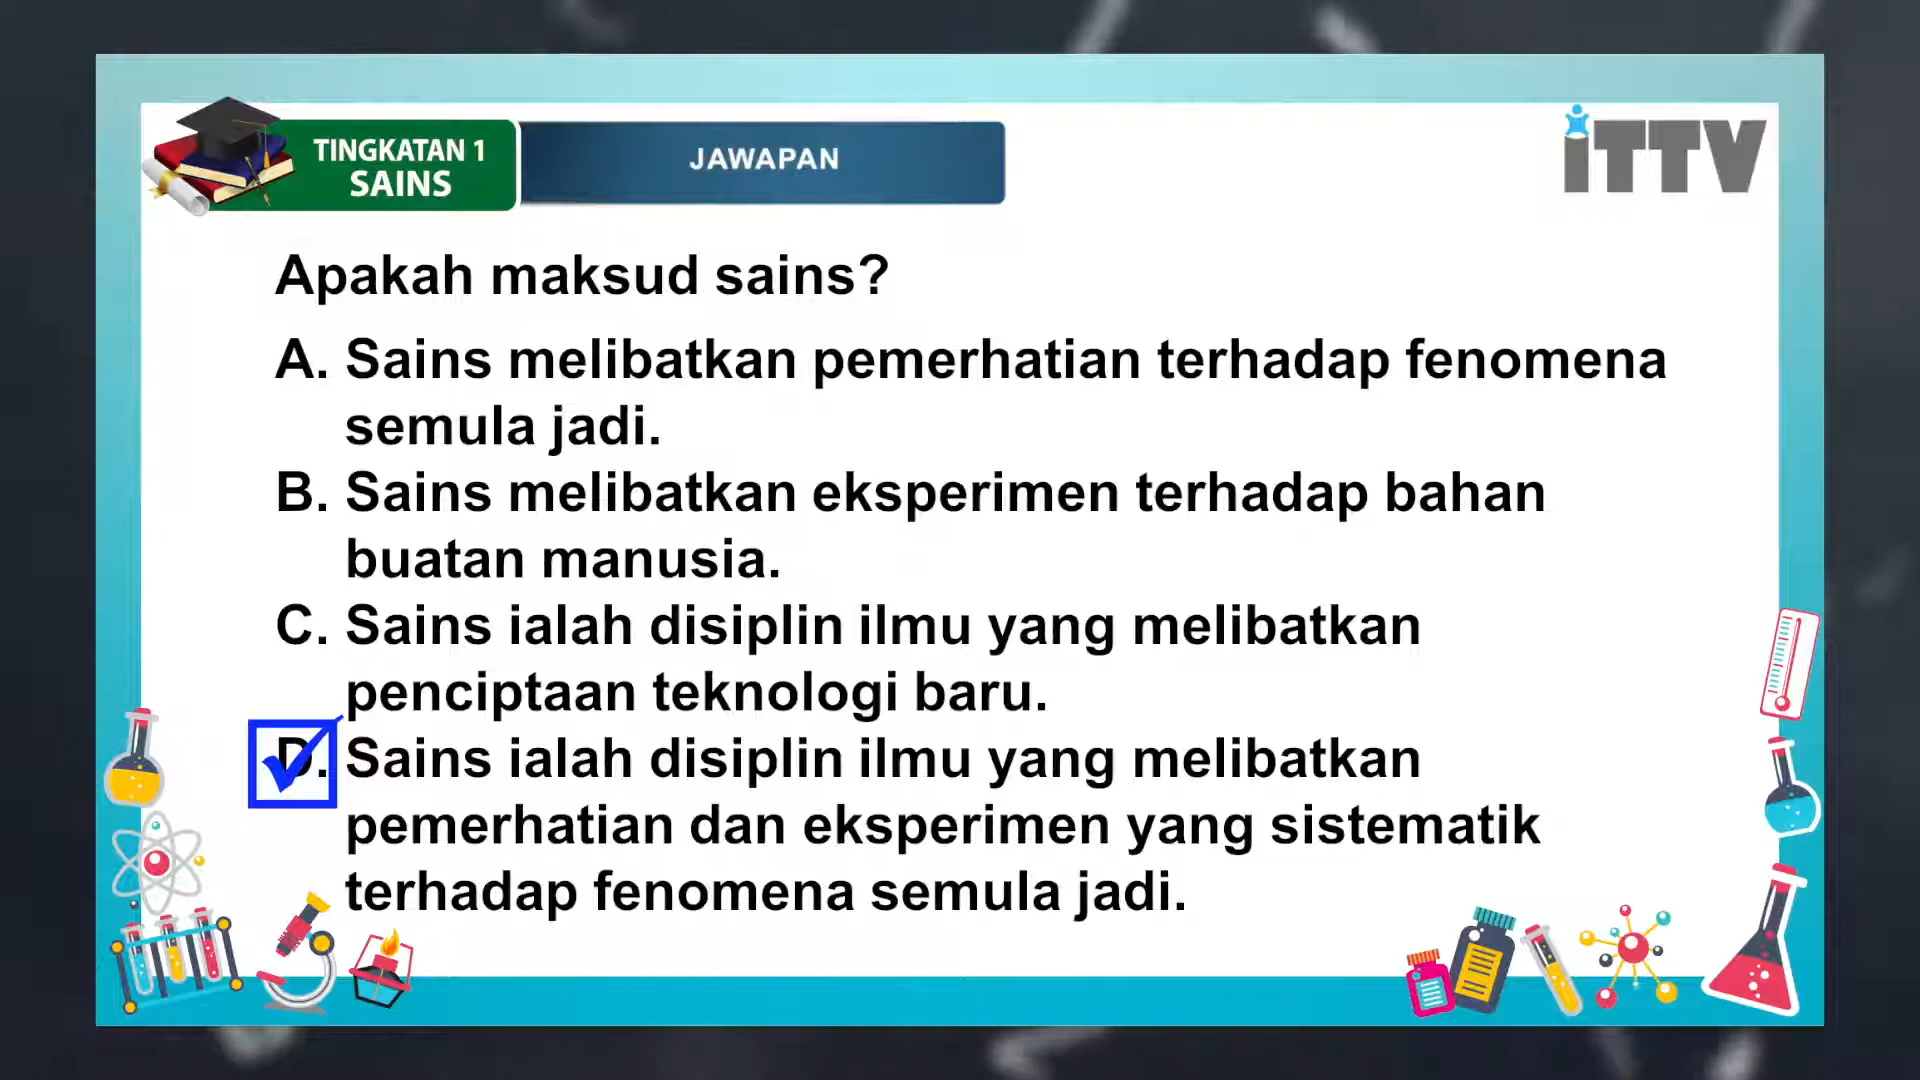 TINGKATAN 1
SAINS
JAWAPAN
iTTV
Apakah maksud sains?
A. Sains melibatkan pemerhatian terhadap fenomena
semula jadi.
B. Sains melibatkan eksperimen terhadap bahan
buatan manusia.
C. Sains ialah disiplin ilmu yang melibatkan
penciptaan teknologi baru.
D. Sains ialah disiplin ilmu yang melibatkan
pemerhatian dan eksperimen yang sistematik
terhadap fenomena semula jadi.